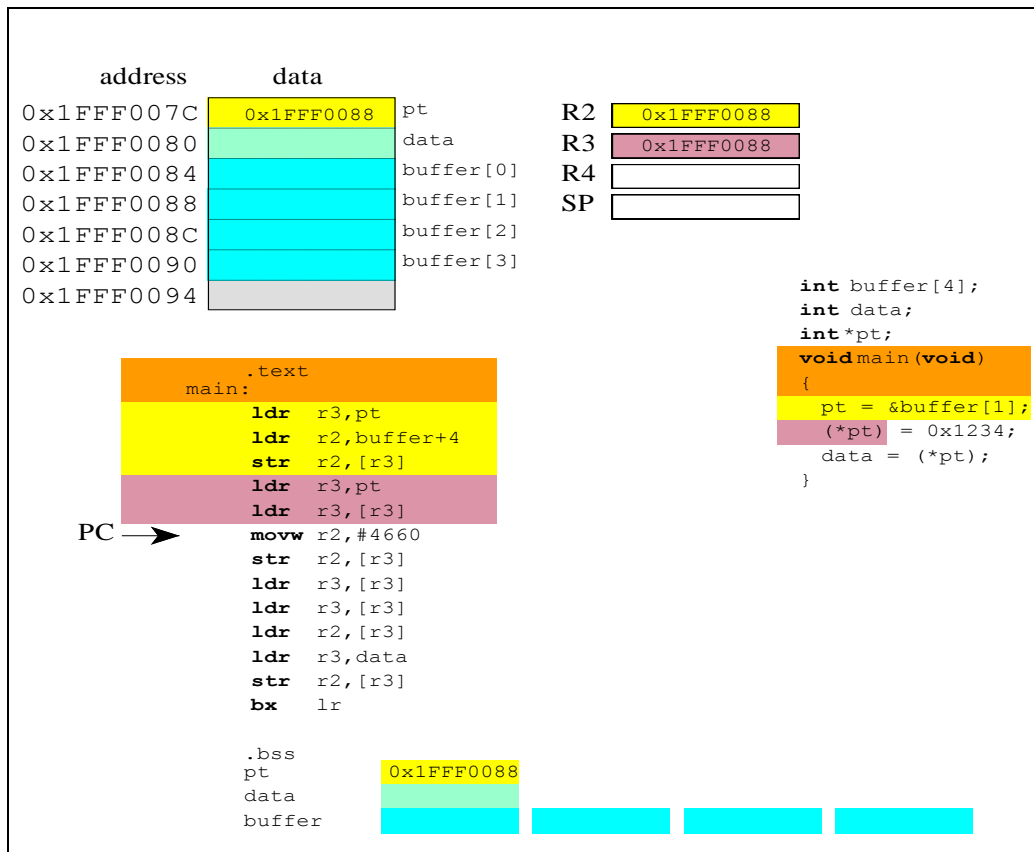 address data
0x1FFF007C 0x1FFF0088 pt
0x1FFF0080 data
0x1FFF0084 buffer[0]
0x1FFF0088 buffer[1]
0x1FFF008C buffer[2]
0x1FFF0090 buffer[3]
0x1FFF0094
R2 0x1FFF0088
R3 0x1FFF0088
R4
SP
int buffer[4];
int data;
int *pt;
void main(void)
{
pt = &buffer[1];
(*pt) = 0x1234;
data = (*pt);
}
.text
main:
ldr r3,pt
ldr r2,buffer+4
str r2,[r3]
ldr r3,pt
ldr r3,[r3]
PC movw r2,#4660
str r2,[r3]
ldr r3,[r3]
ldr r3,[r3]
ldr r2,[r3]
ldr r3,data
str r2,[r3]
bx lr
.bss
pt 0x1FFF0088
data
buffer